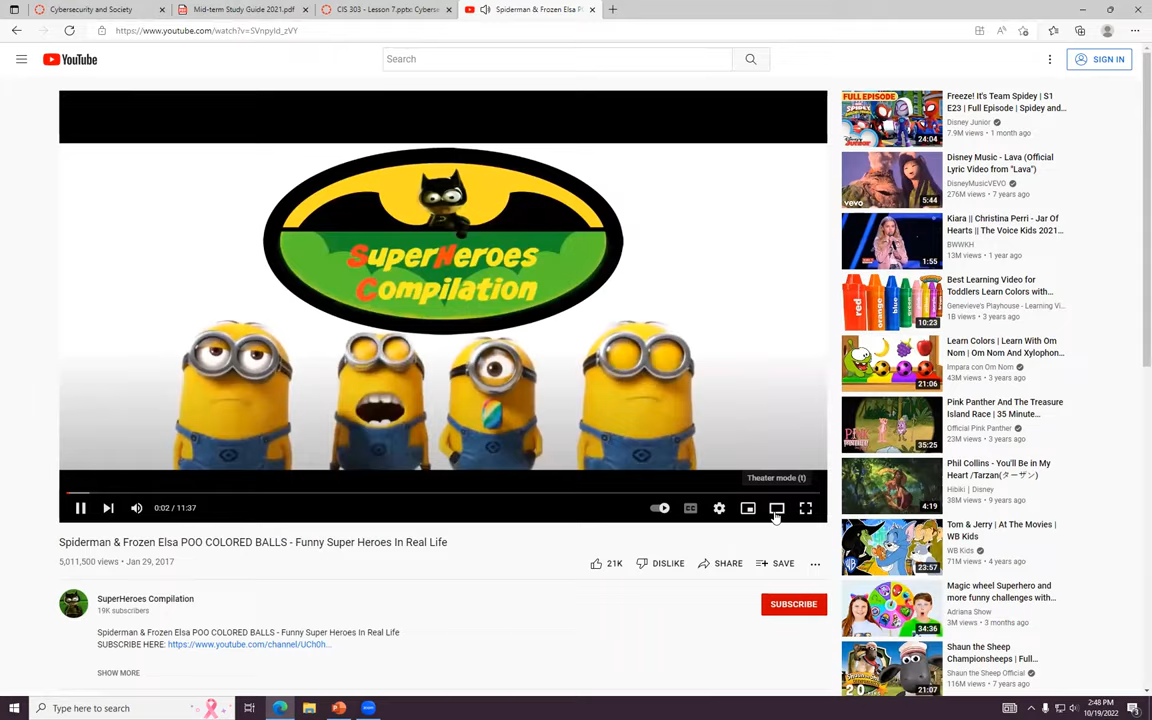 Cybersecurity and Society
Mid-term Study Guide 2021.pdf
CIS 303 - Lesson 7.pptx: Cyberse
Spiderman & Frozen Elsa P
https://www.youtube.com/watch?v=SVnpyId_zVY
YouTube
Search
SIGN IN
SuperHeroes
Compilation
Theater mode (t)
0:02 / 11:37
CC
Spiderman & Frozen Elsa POO COLORED BALLS - Funny Super Heroes In Real Life
5,011,500 views • Jan 29, 2017
21K
DISLIKE
SHARE
SAVE
SuperHeroes Compilation
19K subscribers
SUBSCRIBE
Spiderman & Frozen Elsa POO COLORED BALLS - Funny Super Heroes In Real Life
SUBSCRIBE HERE: https://www.youtube.com/channel/UCh0h...
SHOW MORE
FULL EPISODE
24:04
Freeze! It's Team Spidey | S1
E23 | Full Episode | Spidey and...
Disney Junior
7.9M views • 1 month ago
vevo
5:44
Disney Music - Lava (Official
Lyric Video from "Lava")
DisneyMusicVEVO
276M views • 7 years ago
1:55
Kiara || Christina Perri - Jar Of
Hearts || The Voice Kids 2021...
BWWKH
13M views • 1 year ago
red
orange
blue
10:23
Best Learning Video for
Toddlers Learn Colors with...
Genevieve's Playhouse - Learning Vi...
1B views • 3 years ago
21:06
Learn Colors | Learn With Om
Nom | Om Nom And Xylophon...
Impara con Om Nom
43M views • 3 years ago
PINK
35:25
Pink Panther And The Treasure
Island Race | 35 Minute...
Official Pink Panther
23M views • 3 years ago
4:19
Phil Collins - You'll Be in My
Heart /Tarzan(ターザン)
Hibiki | Disney
38M views • 9 years ago
23:57
Tom & Jerry | At The Movies |
WB Kids
WB Kids
71M views • 2 years ago
34:36
Magic wheel Superhero and
more funny challenges with...
Adriana Show
3M views • 3 months ago
21:07
Shaun the Sheep
Championsheeps | Full...
Shaun the Sheep Official
116M views • 7 years ago
Type here to search
2:48 PM
10/19/2022